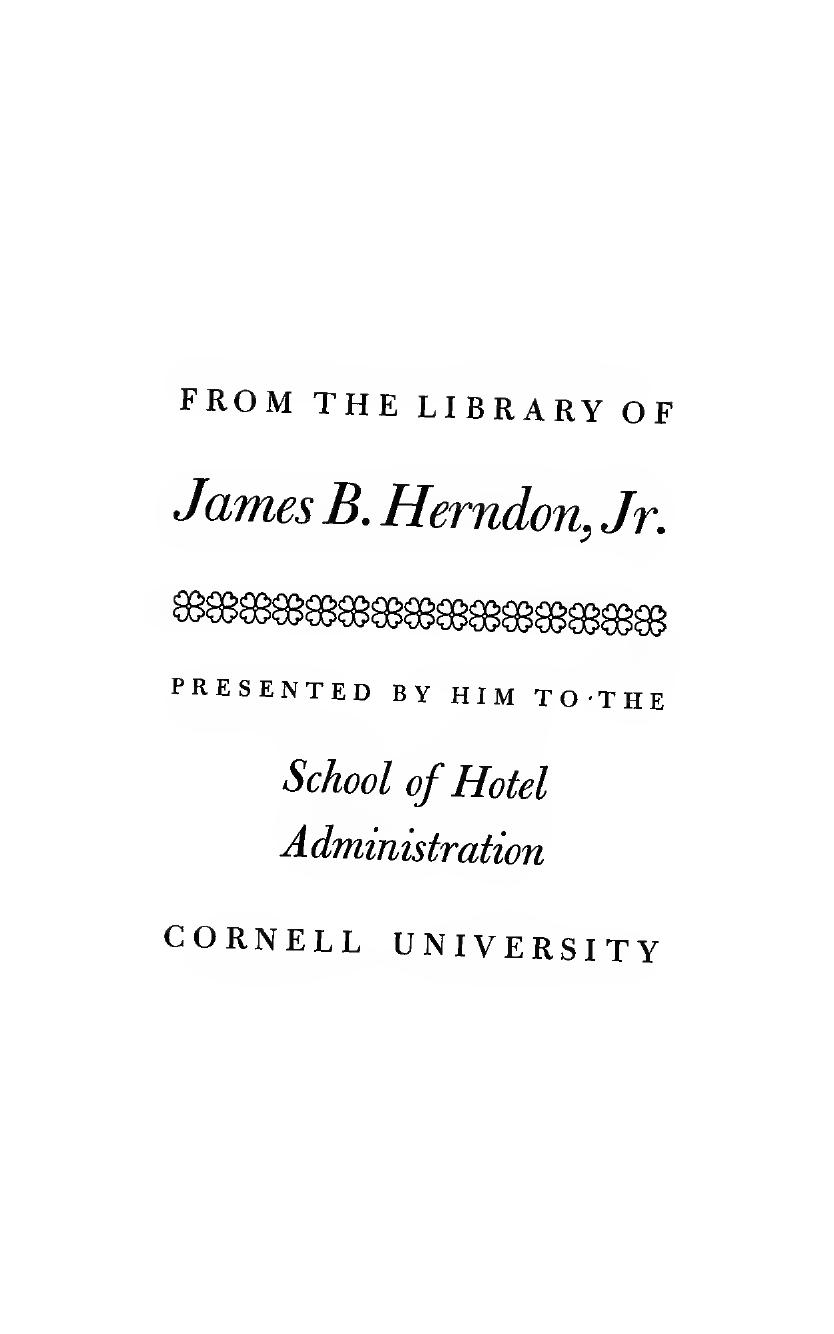 FROM THE LIBRARY OF
James B. Herndon, Jr.
PRESENTED BY HIM TO THE
School of Hotel
Administration
CORNELL UNIVERSITY